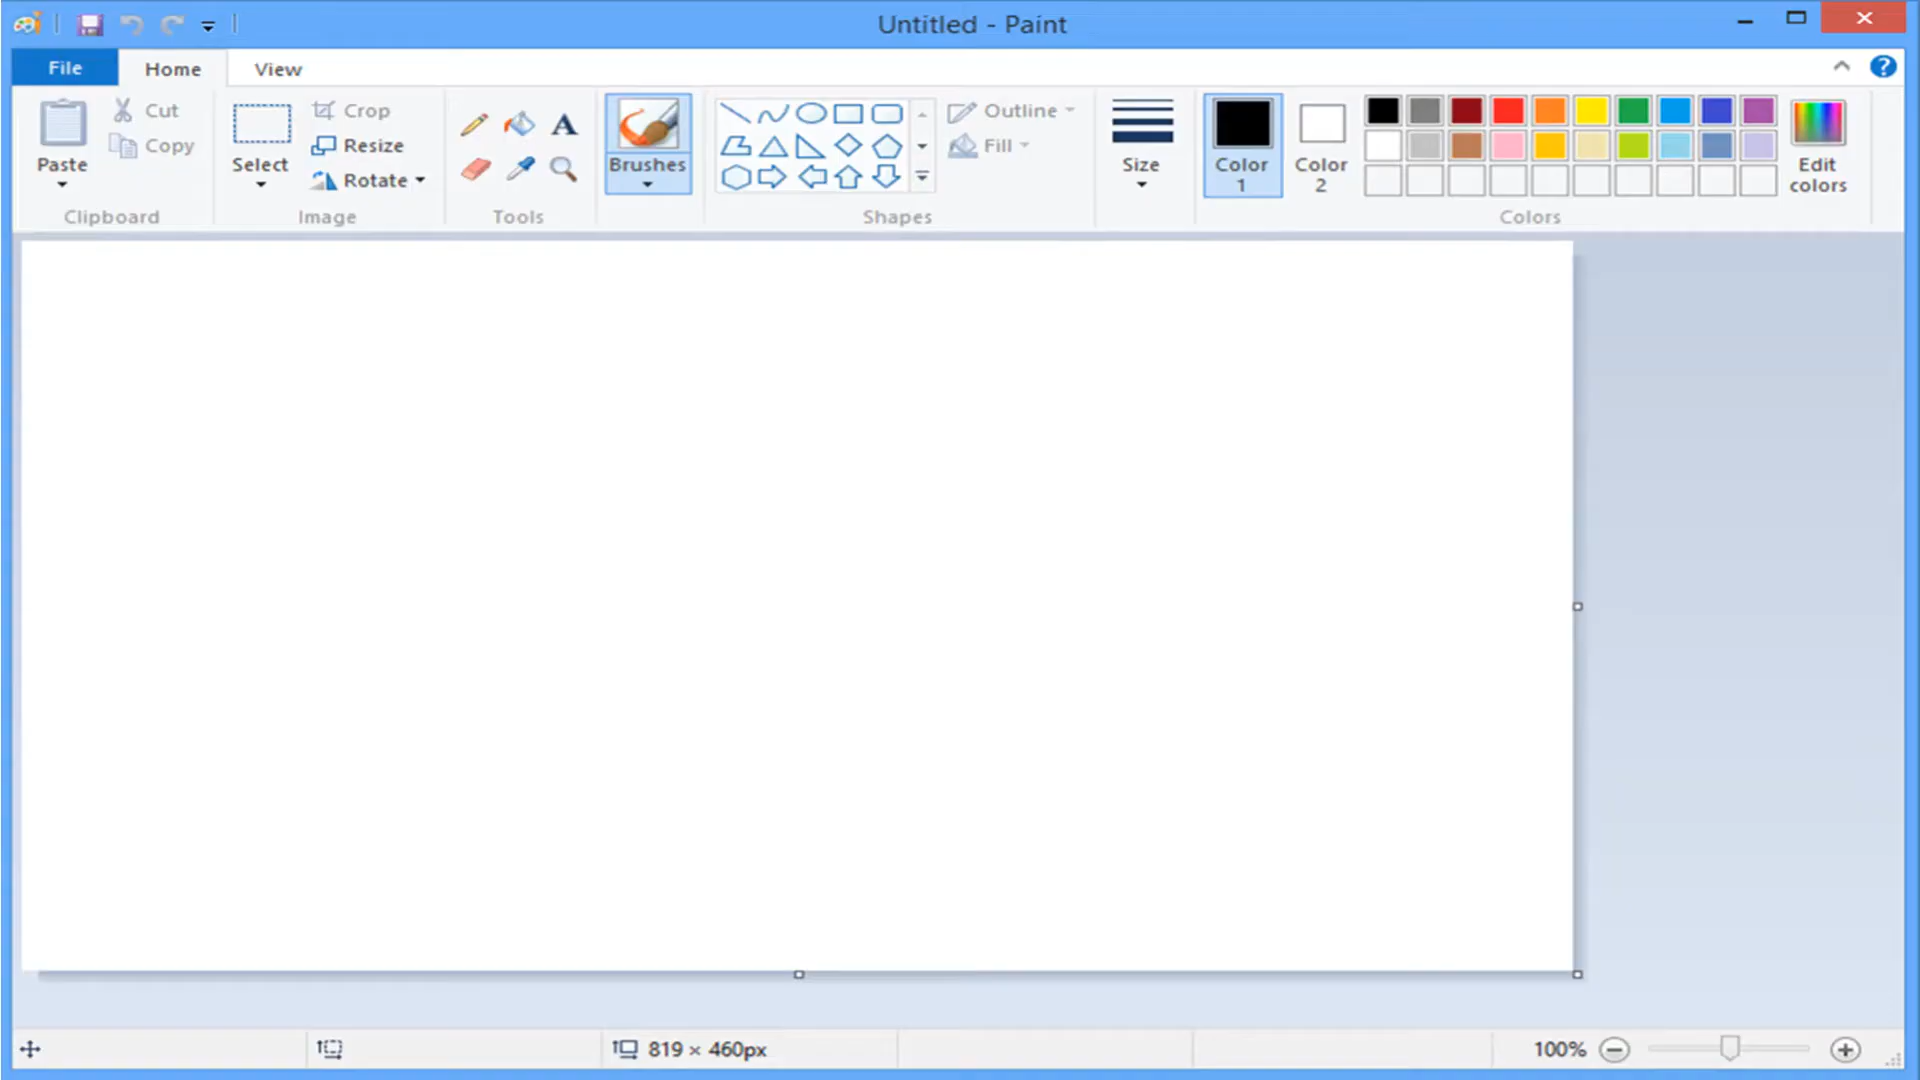 Untitled - Paint
File Home View
Paste
Cut
Copy
Clipboard
Select
Crop
Resize
Rotate
Image
A
Tools
Brushes
Shapes
Outline
Fill
Size
Color 1
Color 2
Edit colors
Colors
819 × 460px
100%